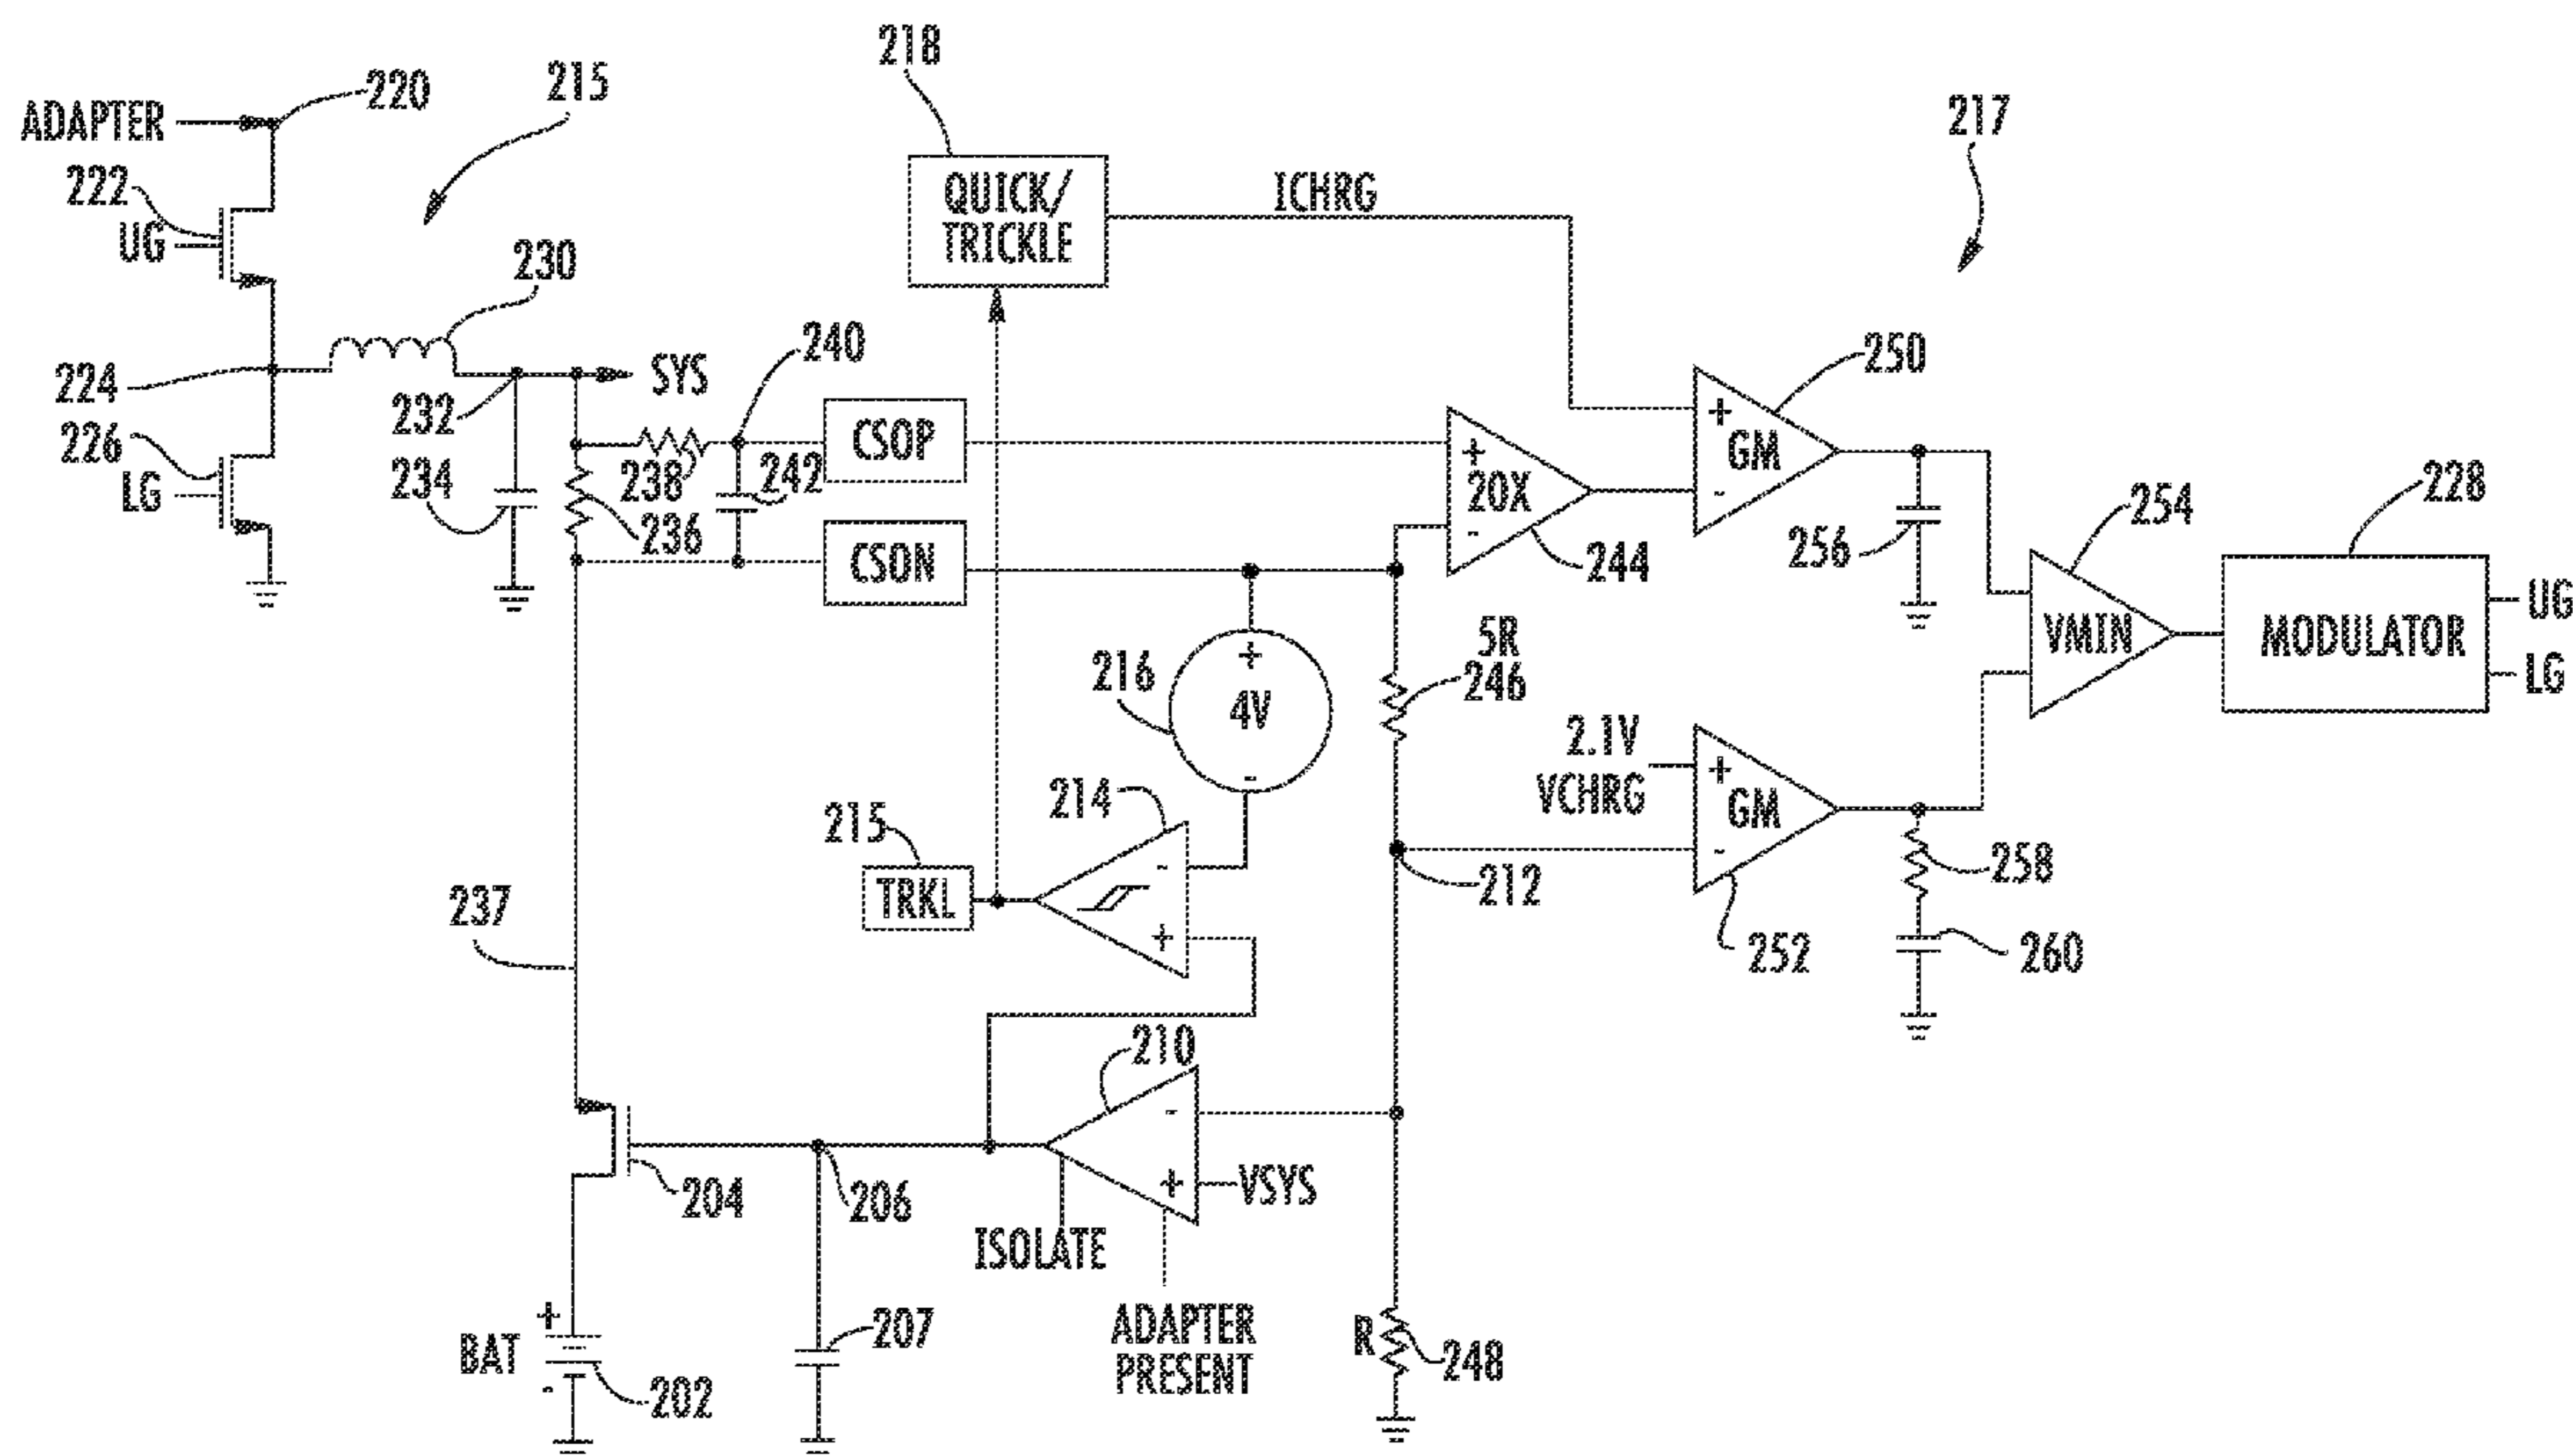 218
215
220
ADAPTER
217
222
QUICK/
TRICKLE
ICHRG
UG
230
240
250
224
SYS
232
226
CSOP
+
GM
-
LG
234
238
242
+
20X
-
228
254
236
CSON
244
256
UG
VMIN
MODULATOR
LG
5R
246
216
+
4V
-
2.1V
VCHRG
+
GM
-
214
215
-
TRKL
+
212
258
237
252
260
210
-
+
VSYS
204
206
ISOLATE
+
BAT
-
207
ADAPTER
PRESENT
R
248
202